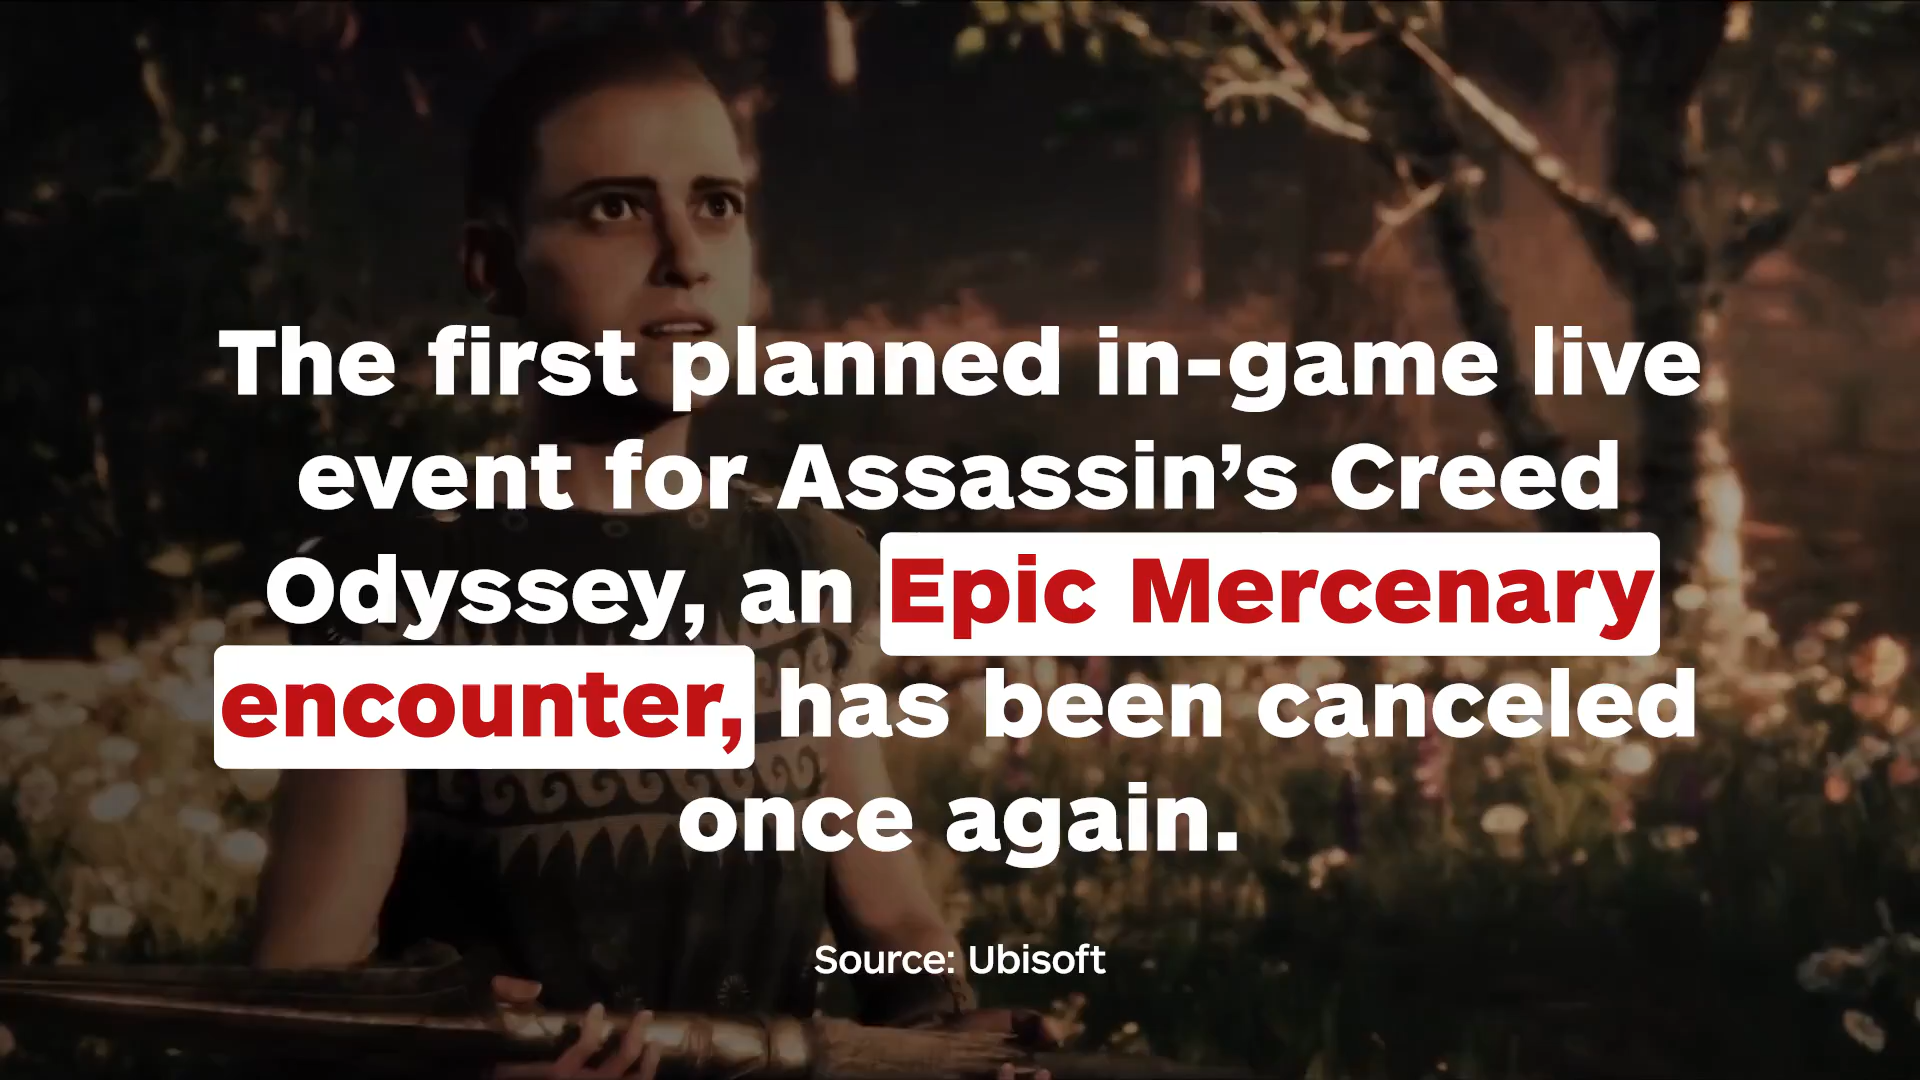 The first planned in-game live
event for Assassin’s Creed
Odyssey, an Epic Mercenary
encounter, has been canceled
once again.
Source: Ubisoft